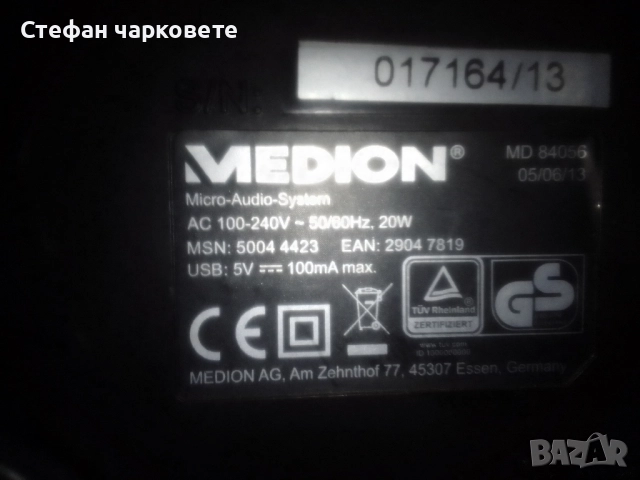 Стефан чарковете
S/N:
017164/13
MEDION®
MD 84056
05/06/13
Micro-Audio-System
AC 100-240V ~ 50/60Hz, 20W
MSN: 5004 4423 EAN: 2904 7819
USB: 5V ⎓ 100mA max.
TÜV Rheinland
ZERTIFIZIERT
GS
CE
MEDION AG, Am Zehnthof 77, 45307 Essen, Germany
BAZAR